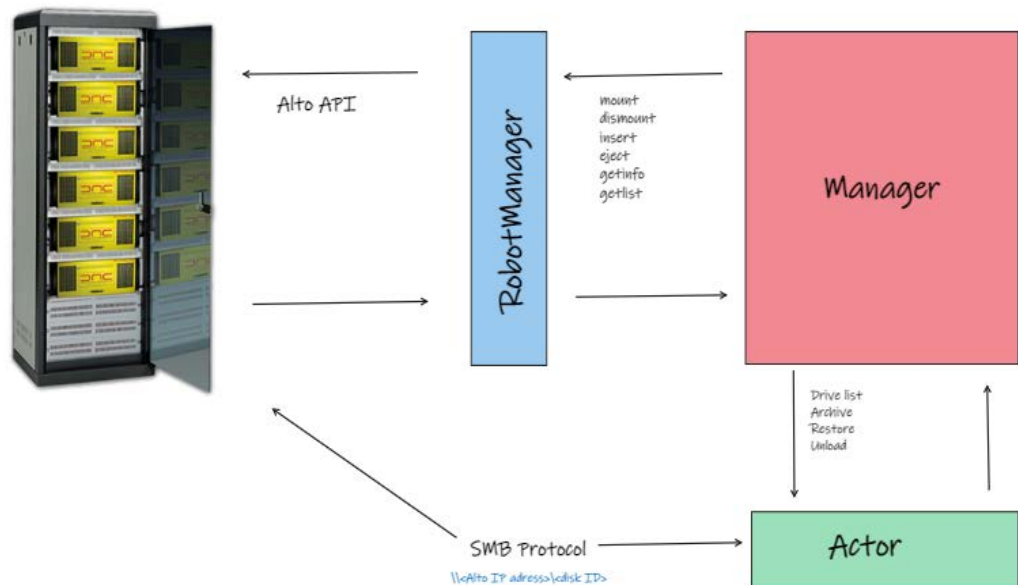 Alto API
RobotManager
mount
dismount
insert
eject
getinfo
getlist
Manager
Drive list
Archive
Restore
Unload
SMB Protocol
\\<Alto IP adress>\<disk ID>
Actor